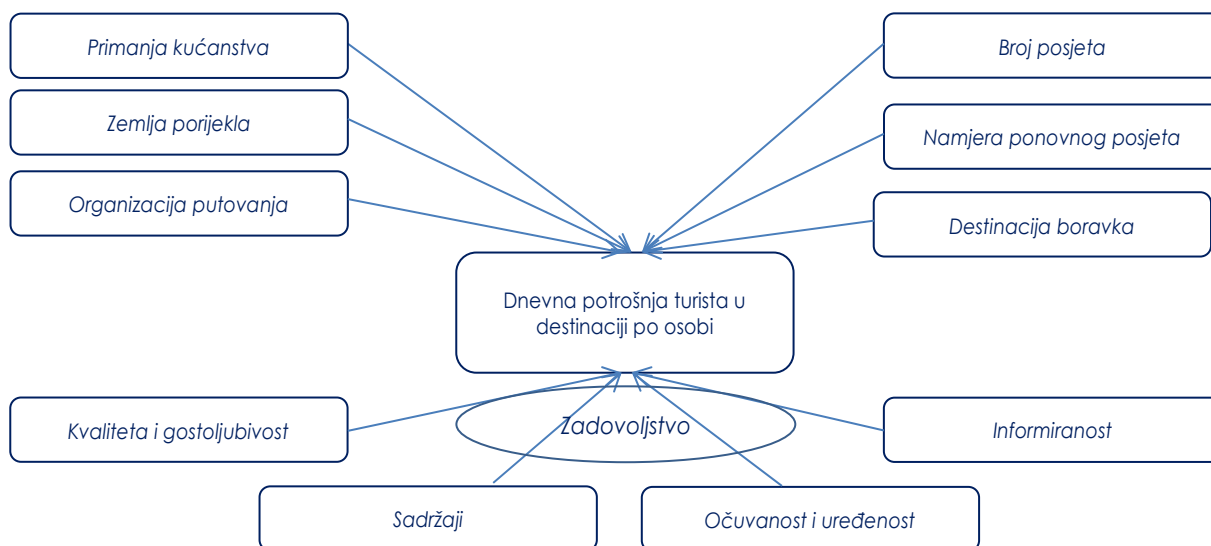 Primanja kućanstva
Broj posjeta
Zemlja porijekla
Namjera ponovnog posjeta
Organizacija putovanja
Destinacija boravka
Dnevna potrošnja turista u
destinaciji po osobi
Kvaliteta i gostoljubivost
Zadovoljstvo
Informiranost
Sadržaji
Očuvanost i uređenost